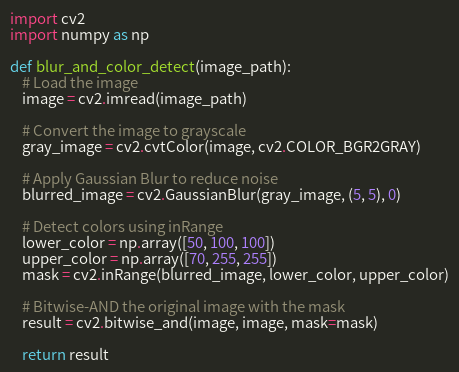 import cv2
import numpy as np
def blur_and_color_detect(image_path):
# Load the image
image = cv2.imread(image_path)
# Convert the image to grayscale
gray_image = cv2.cvtColor(image, cv2.COLOR_BGR2GRAY)
# Apply Gaussian Blur to reduce noise
blurred_image = cv2.GaussianBlur(gray_image, (5, 5), 0)
# Detect colors using inRange
lower_color = np.array([50, 100, 100])
upper_color = np.array([70, 255, 255])
mask = cv2.inRange(blurred_image, lower_color, upper_color)
# Bitwise-AND the original image with the mask
result = cv2.bitwise_and(image, image, mask=mask)
return result